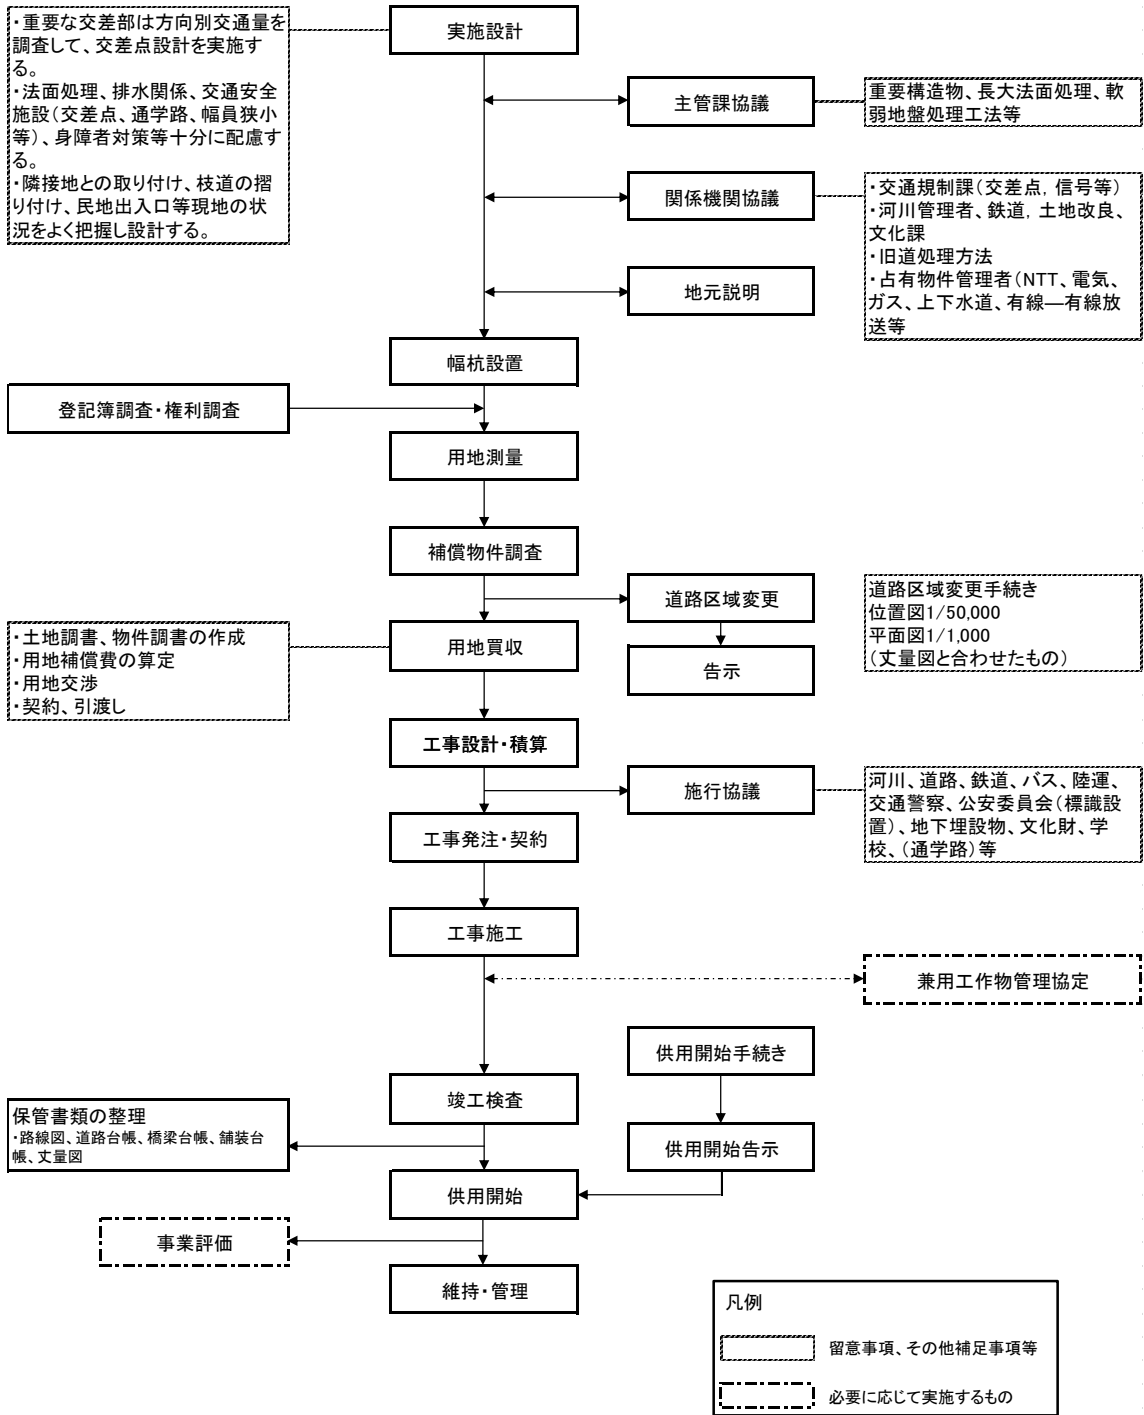 ・重要な交差部は方向別交通量を
調査して、交差点設計を実施す
る。
・法面処理、排水関係、交通安全
施設（交差点、通学路、幅員狭小
等）、身障者対策等十分に配慮す
る。
・隣接地との取り付け、枝道の摺
り付け、民地出入口等現地の状
況をよく把握し設計する。
実施設計
主管課協議
重要構造物、長大法面処理、軟
弱地盤処理工法等
関係機関協議
・交通規制課（交差点，信号等）
・河川管理者、鉄道，土地改良、
文化課
・旧道処理方法
・占有物件管理者（NTT、電気、
ガス、上下水道、有線―有線放
送等
地元説明
幅杭設置
登記簿調査・権利調査
用地測量
補償物件調査
道路区域変更
道路区域変更手続き
位置図1/50,000
平面図1/1,000
（丈量図と合わせたもの）
・土地調書、物件調書の作成
・用地補償費の算定
・用地交渉
・契約、引渡し
用地買収
告示
工事設計・積算
施行協議
河川、道路、鉄道、バス、陸運、
交通警察、公安委員会（標識設
置）、地下埋設物、文化財、学
校、（通学路）等
工事発注・契約
工事施工
兼用工作物管理協定
供用開始手続き
竣工検査
保管書類の整理
・路線図、道路台帳、橋梁台帳、舗装台
帳、丈量図
供用開始告示
供用開始
事業評価
維持・管理
凡例
留意事項、その他補足事項等
必要に応じて実施するもの